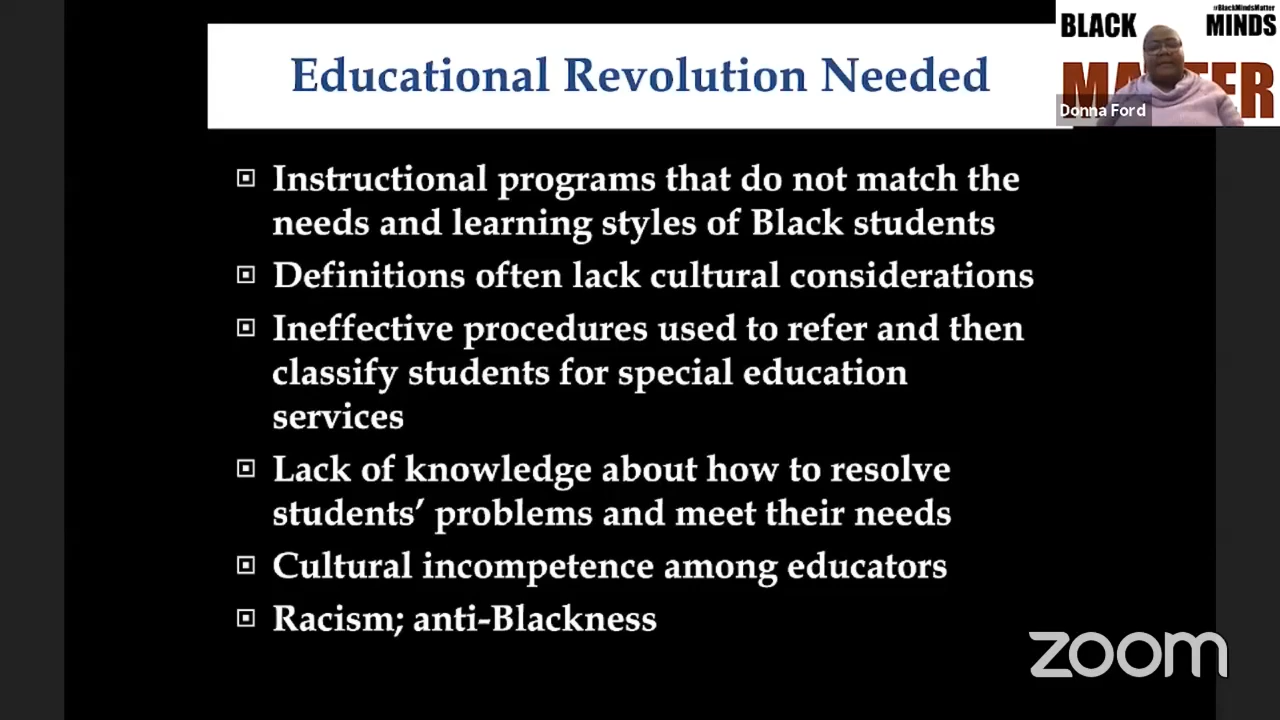 Educational Revolution Needed
#BlackMindsMatter
BLACK MINDS
Donna Ford
Instructional programs that do not match the
needs and learning styles of Black students
Definitions often lack cultural considerations
Ineffective procedures used to refer and then
classify students for special education
services
Lack of knowledge about how to resolve
students’ problems and meet their needs
Cultural incompetence among educators
Racism; anti-Blackness
zoom